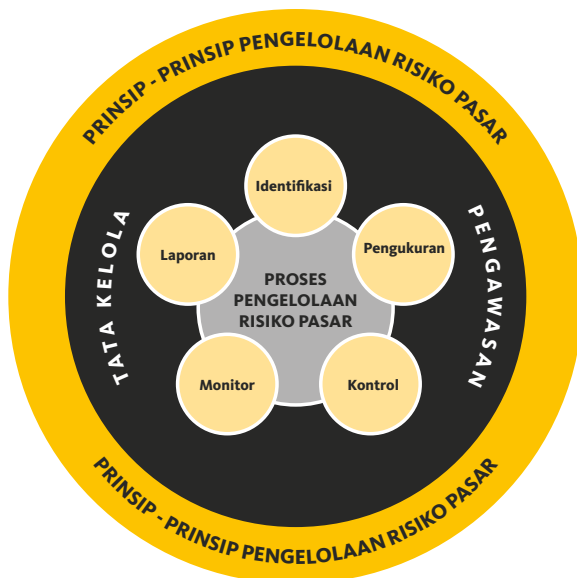 PRINSIP - PRINSIP PENGELOLAAN RISIKO PASAR
Identifikasi
TATA KELOLA
PENGAWASAN
Laporan
Pengukuran
PROSES
PENGELOLAAN
RISIKO PASAR
Monitor
Kontrol
PRINSIP - PRINSIP PENGELOLAAN RISIKO PASAR